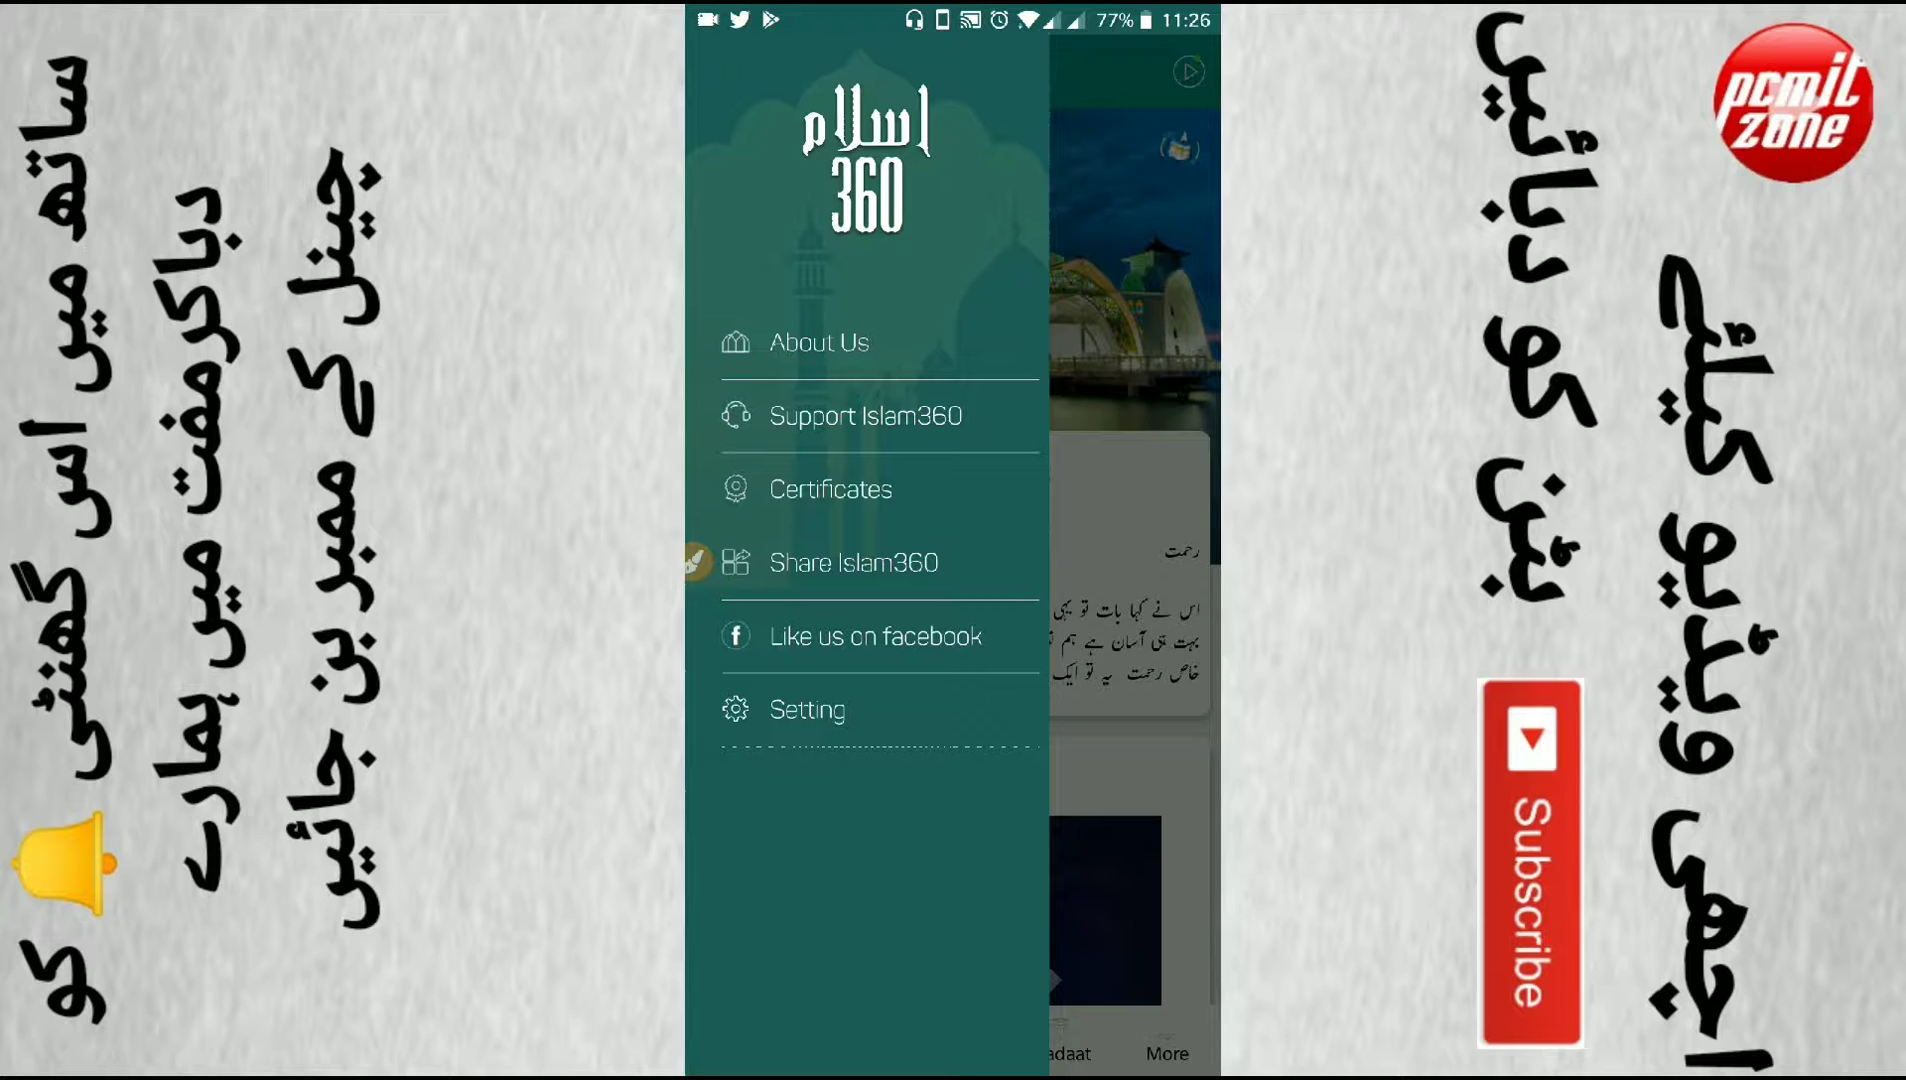 77% 11:26
اسلام
360
About Us
Support Islam360
Certificates
Share Islam360
Like us on facebook
Setting
رحمت
اس نے کہا بات تو یہی
بہت ہی آسان ہے ہم
خاص رحمت یہ تو ایک
adaat
More
pcmit
zone
اچھی ویڈیو کیلئے
بٹن کو دبائیں
Subscribe
ساتھ میں اس گھنٹی 🔔 کو
دباکرمفت میں ہمارے
چینل کے ممبر بن جائیں